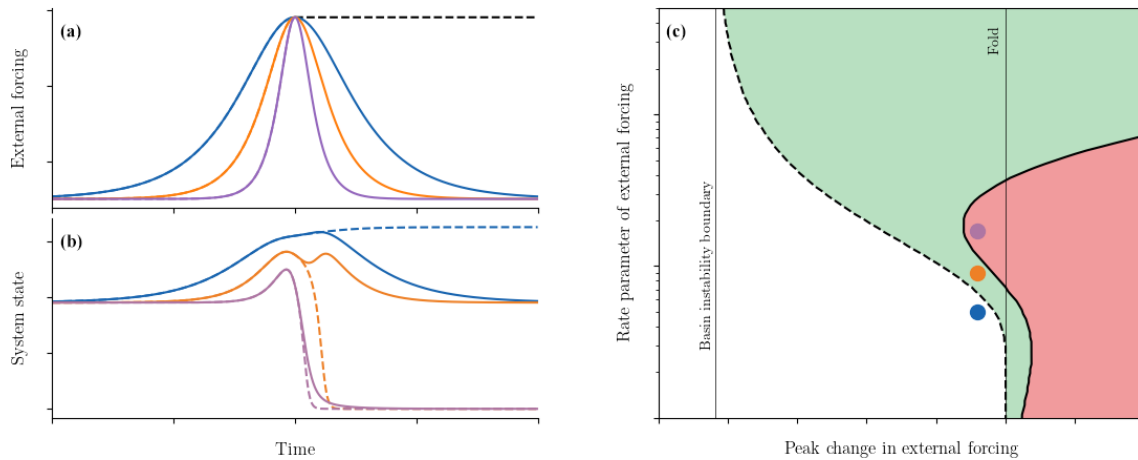 (a)
External forcing
(b)
System state
Time
(c)
Rate parameter of external forcing
Basin instability boundary
Fold
Peak change in external forcing